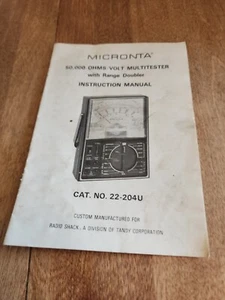 MICRONTA®
50,000 OHMS/VOLT MULTITESTER
with Range Doubler
INSTRUCTION MANUAL
CAT. NO. 22-204U
CUSTOM MANUFACTURED FOR
RADIO SHACK, A DIVISION OF TANDY CORPORATION